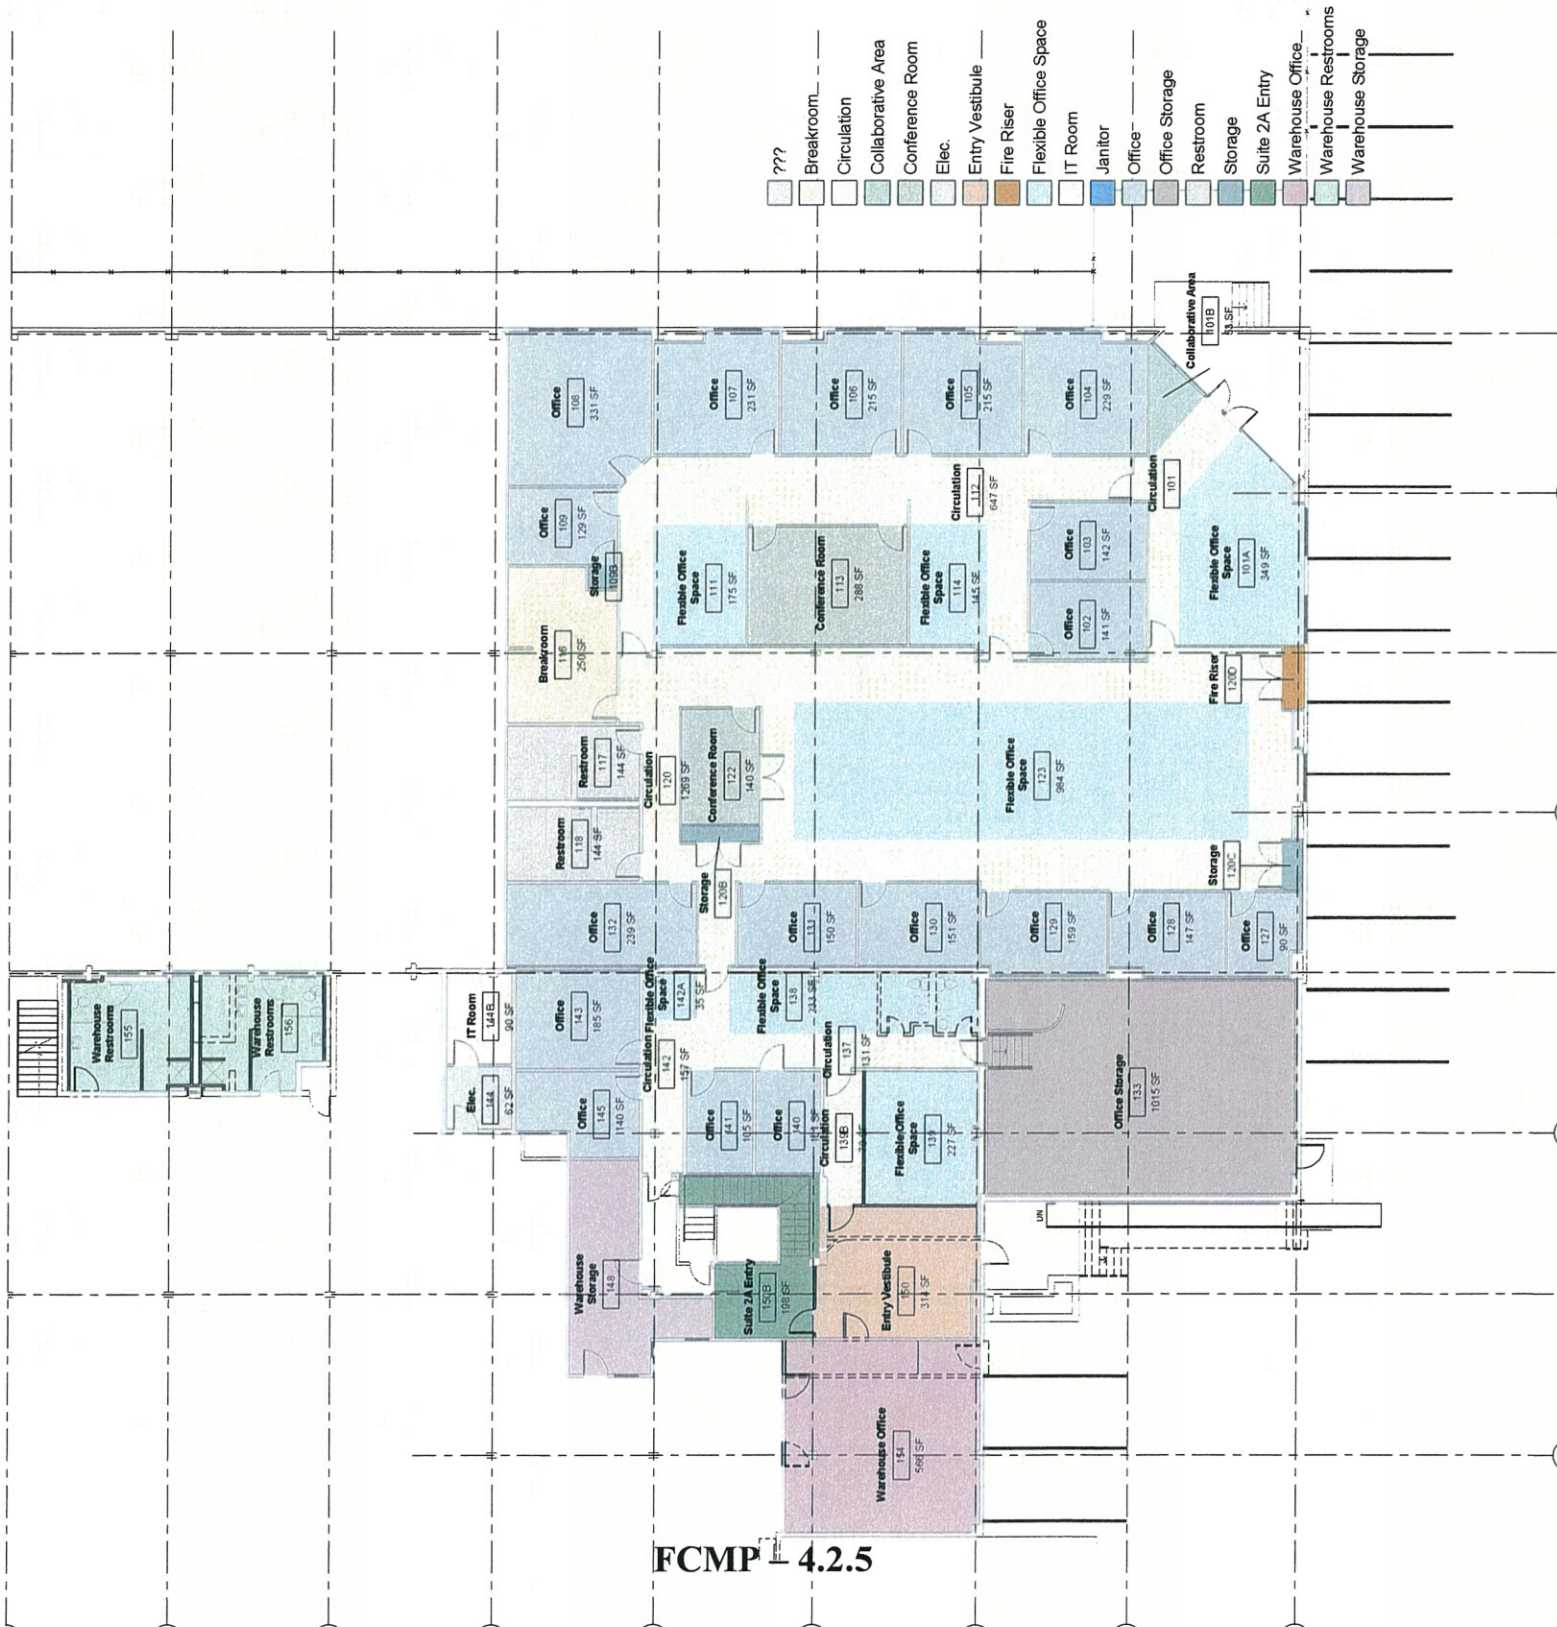 ???
Breakroom
Circulation
Collaborative Area
Conference Room
Elec.
Entry Vestibule
Fire Riser
Flexible Office Space
IT Room
Janitor
Office
Office Storage
Restroom
Storage
Suite 2A Entry
Warehouse Office
Warehouse Restrooms
Warehouse Storage
Collaborative Area
101B
53 SF
Office
108
331 SF
Office
107
231 SF
Office
106
215 SF
Office
105
215 SF
Office
104
229 SF
Circulation
112
647 SF
Circulation
101
Office
109
129 SF
Storage
109B
Flexible Office
Space
111
175 SF
Conference Room
113
288 SF
Flexible Office
Space
114
145 SF
Office
103
142 SF
Office
102
141 SF
Flexible Office
Space
101A
349 SF
Breakroom
116
250 SF
Fire Riser
120D
Restroom
117
144 SF
Circulation
120
1269 SF
Conference Room
122
140 SF
Flexible Office
Space
123
984 SF
Restroom
118
144 SF
Storage
120B
Storage
120C
Office
132
239 SF
Office
131
150 SF
Office
130
151 SF
Office
129
159 SF
Office
128
147 SF
Office
127
90 SF
Warehouse
Restrooms
155
Warehouse
Restrooms
156
IT Room
144B
90 SF
Office
143
185 SF
Flexible Office
Space
142A
35 SF
Flexible Office
Space
138
233 SF
Circulation
142
157 SF
Circulation
137
131 SF
Elec.
144
62 SF
Office
145
140 SF
Office
141
105 SF
Office
140
SF
Circulation
139B
Flexible Office
Space
139
227 SF
Office Storage
133
1015 SF
UN
Warehouse
Storage
148
Suite 2A Entry
150B
198 SF
Entry Vestibule
150
314 SF
Warehouse Office
154
566 SF
FCMP – 4.2.5